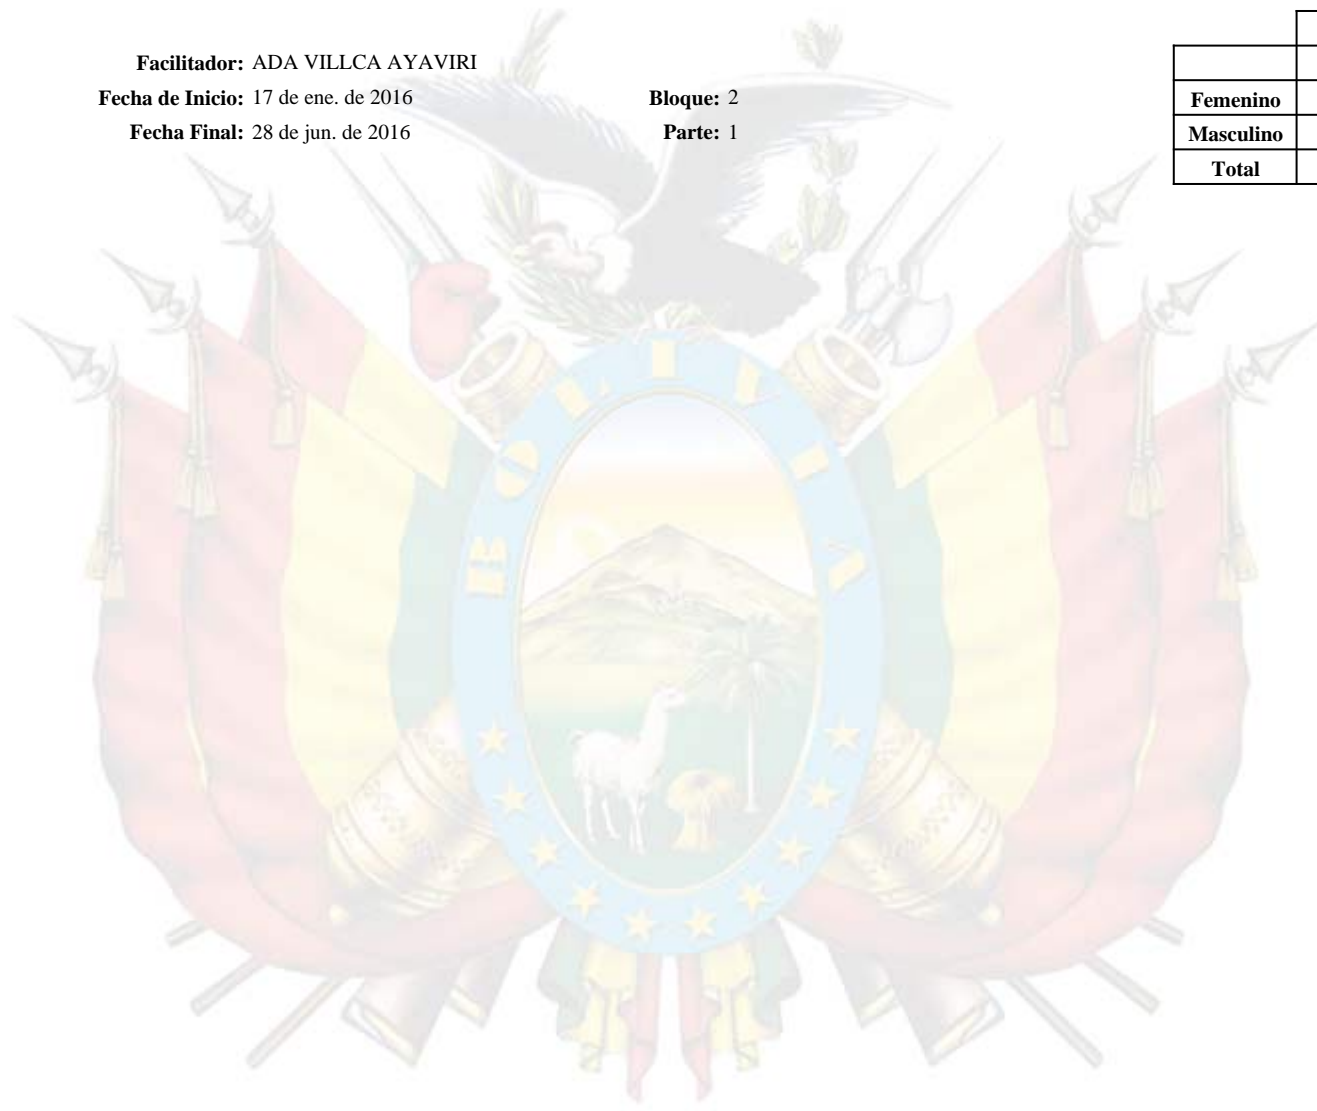 Facilitador: ADA VILLCA AYAVIRI
Fecha de Inicio: 17 de ene. de 2016 Bloque: 2
Fecha Final: 28 de jun. de 2016 Parte: 1
Femenino
Masculino
Total
BOLIVIA